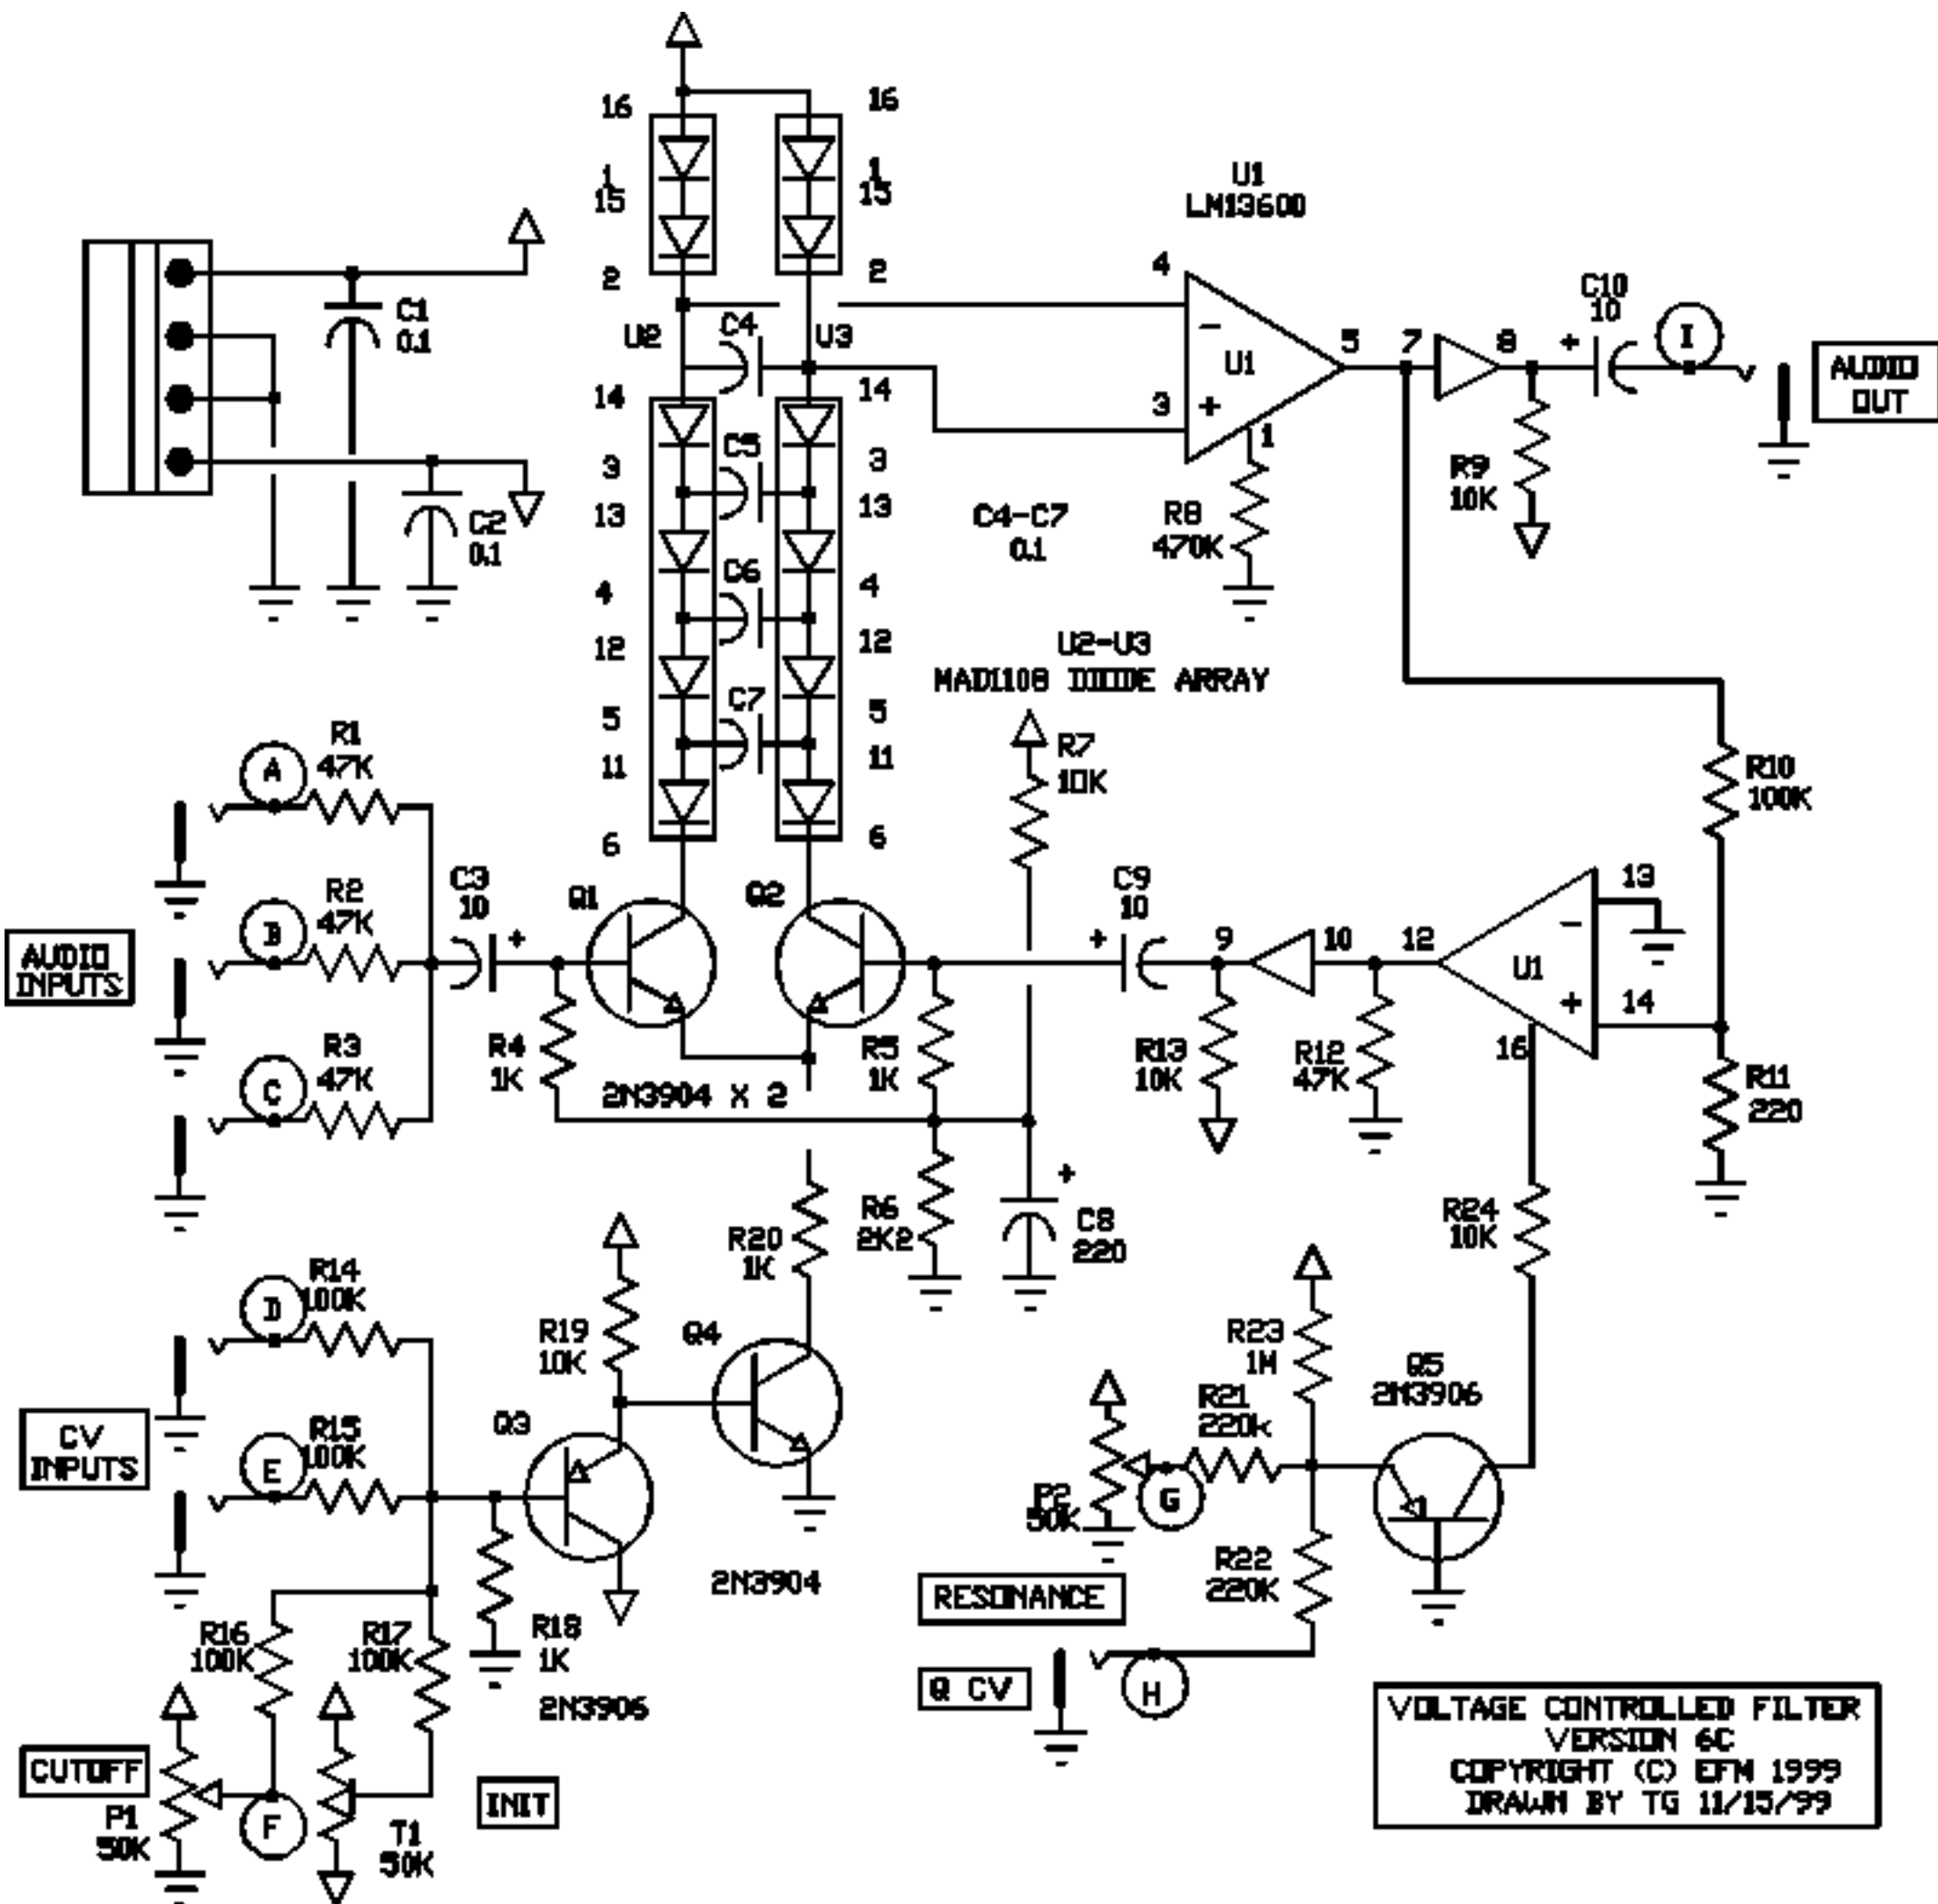 16
16
1
15
1
15
2
2
U1
LM13600
C1
0.1
C2
0.1
U2
C4
U3
4
3
U1
5
7
8
1
C10
10
+
I
AUDIO
OUT
R9
10K
R8
470K
C4-C7
0.1
14
14
C5
3
3
13
13
C6
4
4
12
12
C7
5
5
11
11
6
6
U2-U3
MAD1108 DIODE ARRAY
R7
10K
R10
100K
A
R1
47K
B
R2
47K
C
R3
47K
AUDIO
INPUTS
C3
10
+
Q1
Q2
R4
1K
R5
1K
2N3904 X 2
C9
10
+
9
10
12
U1
13
14
16
R13
10K
R12
47K
R11
220
R24
10K
R20
1K
R6
2K2
+
C8
220
D
R14
100K
E
R15
100K
CV
INPUTS
R19
10K
Q4
Q3
2N3904
R18
1K
2N3906
R16
100K
R17
100K
CUTOFF
P1
50K
F
T1
50K
INIT
R23
1M
R21
220K
Q5
2N3906
P2
50K
G
R22
220K
RESONANCE
Q CV
H
VOLTAGE CONTROLLED FILTER
VERSION 6C
COPYRIGHT (C) EFM 1999
DRAWN BY TG 11/15/99